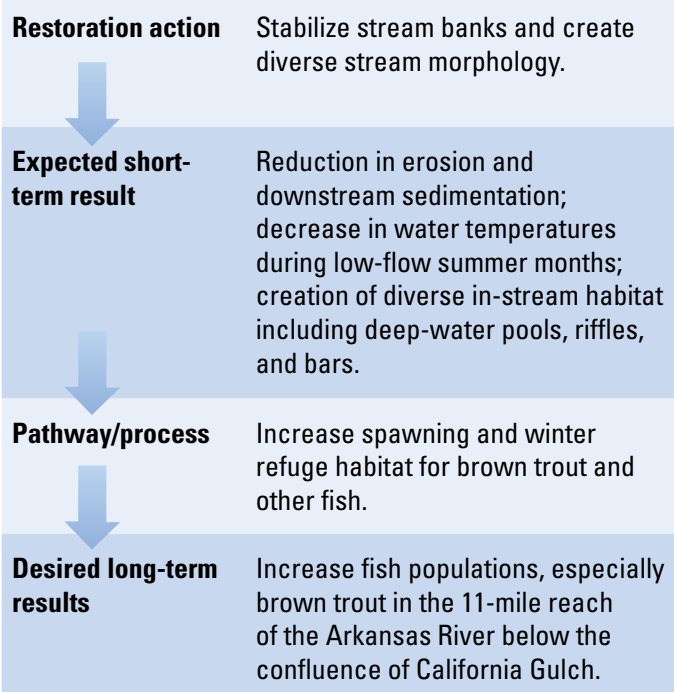 Restoration action
Stabilize stream banks and create
diverse stream morphology.
Expected short-
term result
Reduction in erosion and
downstream sedimentation;
decrease in water temperatures
during low-flow summer months;
creation of diverse in-stream habitat
including deep-water pools, riffles,
and bars.
Pathway/process
Increase spawning and winter
refuge habitat for brown trout and
other fish.
Desired long-term
results
Increase fish populations, especially
brown trout in the 11-mile reach
of the Arkansas River below the
confluence of California Gulch.